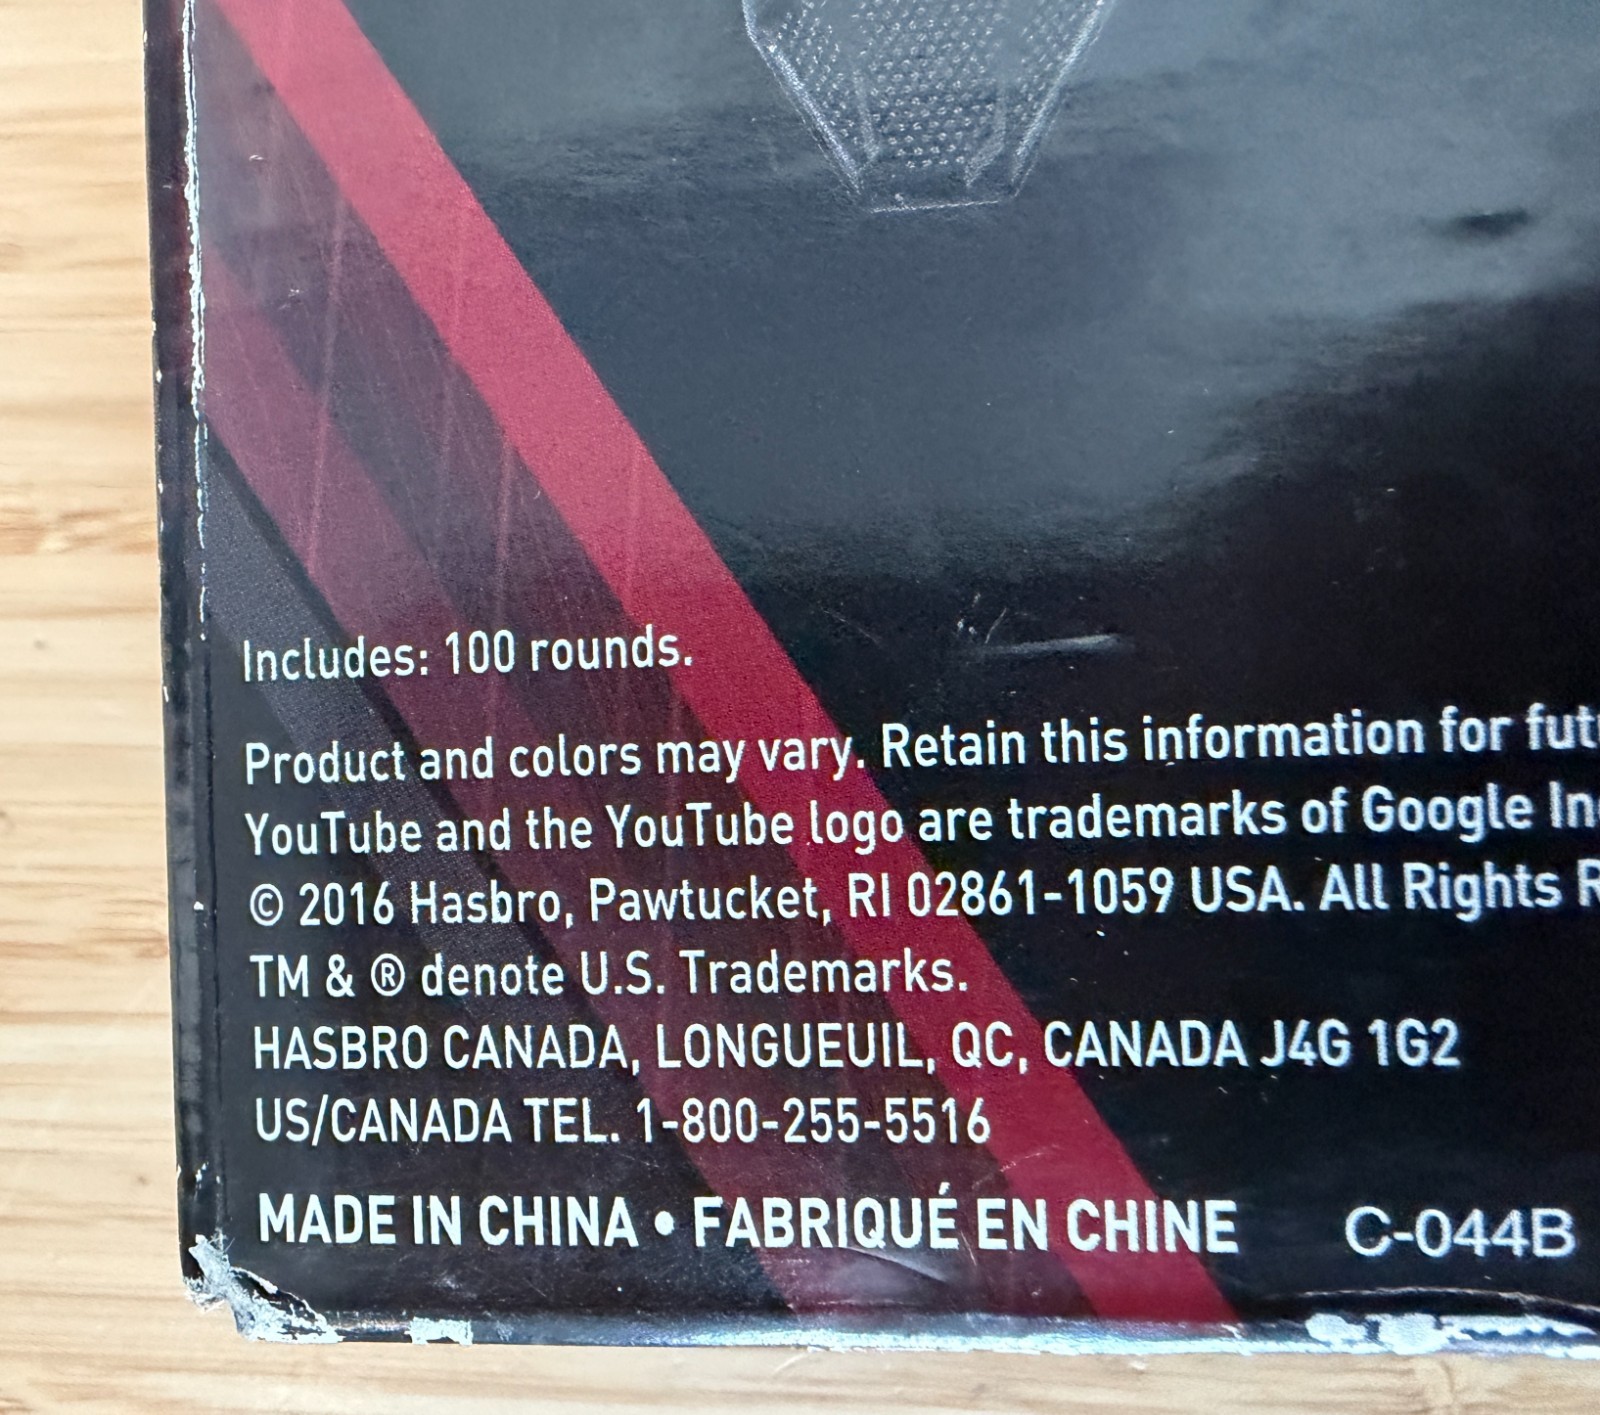 Includes: 100 rounds.
Product and colors may vary. Retain this information for
YouTube and the YouTube logo are trademarks of Google
© 2016 Hasbro, Pawtucket, RI 02861-1059 USA. All Rights
TM & ® denote U.S. Trademarks.
HASBRO CANADA, LONGUEUIL, QC, CANADA J4G 1G2
US/CANADA TEL. 1-800-255-5516
MADE IN CHINA • FABRIQUÉ EN CHINE C-044B